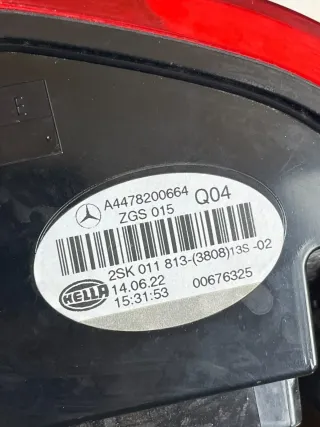 E
A4478200664 Q04
ZGS 015
2SK 011 813-(3808)13S-02
HELLA 14.06.22 00676325
15:31:53